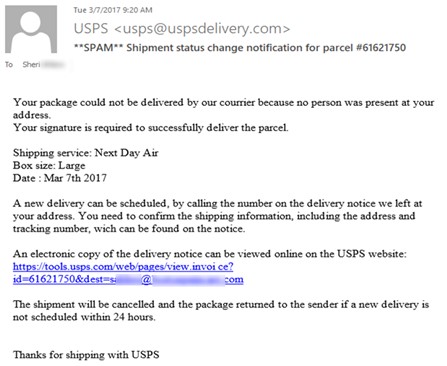 Tue 3/7/2017 9:20 AM
USPS <usps@uspsdelivery.com>
**SPAM** Shipment status change notification for parcel #61621750
To Sheri
Your package could not be delivered by our courrier because no person was present at your
address.
Your signature is required to successfully deliver the parcel.
Shipping service: Next Day Air
Box size: Large
Date : Mar 7th 2017
A new delivery can be scheduled, by calling the number on the delivery notice we left at
your address. You need to confirm the shipping information, including the address and
tracking number, wich can be found on the notice.
An electronic copy of the delivery notice can be viewed online on the USPS website:
https://tools.usps.com/web/pages/view.invoi ce?
id=61621750&dest=s @ .com
The shipment will be cancelled and the package returned to the sender if a new delivery is
not scheduled within 24 hours.
Thanks for shipping with USPS